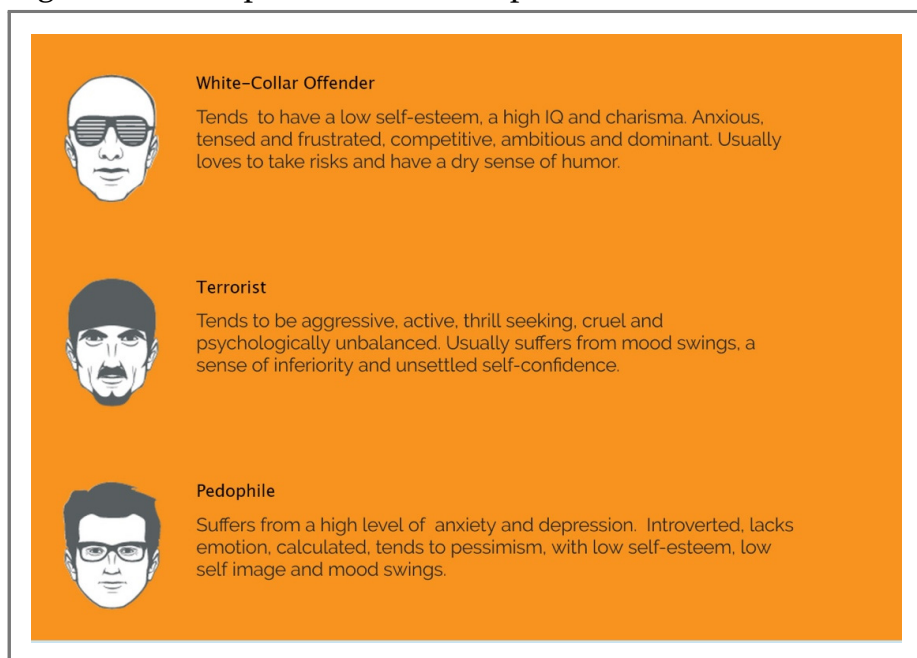 White-Collar Offender
Tends to have a low self-esteem, a high IQ and charisma. Anxious,
tensed and frustrated, competitive, ambitious and dominant. Usually
loves to take risks and have a dry sense of humor.
Terrorist
Tends to be aggressive, active, thrill seeking, cruel and
psychologically unbalanced. Usually suffers from mood swings, a
sense of inferiority and unsettled self-confidence.
Pedophile
Suffers from a high level of anxiety and depression. Introverted, lacks
emotion, calculated, tends to pessimism, with low self-esteem, low
self image and mood swings.